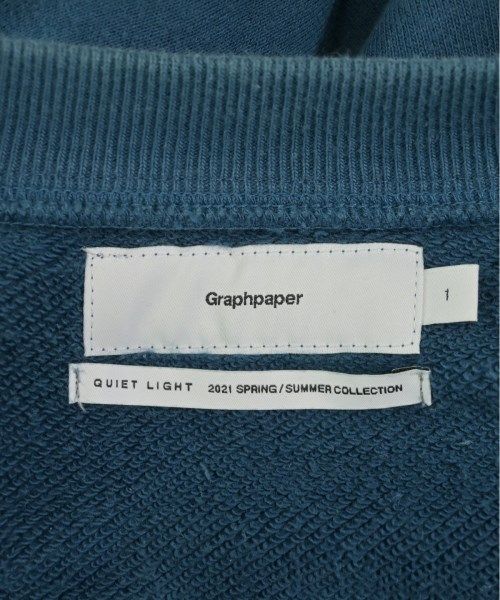 Graphpaper
1
QUIET LIGHT 2021 SPRING/SUMMER COLLECTION